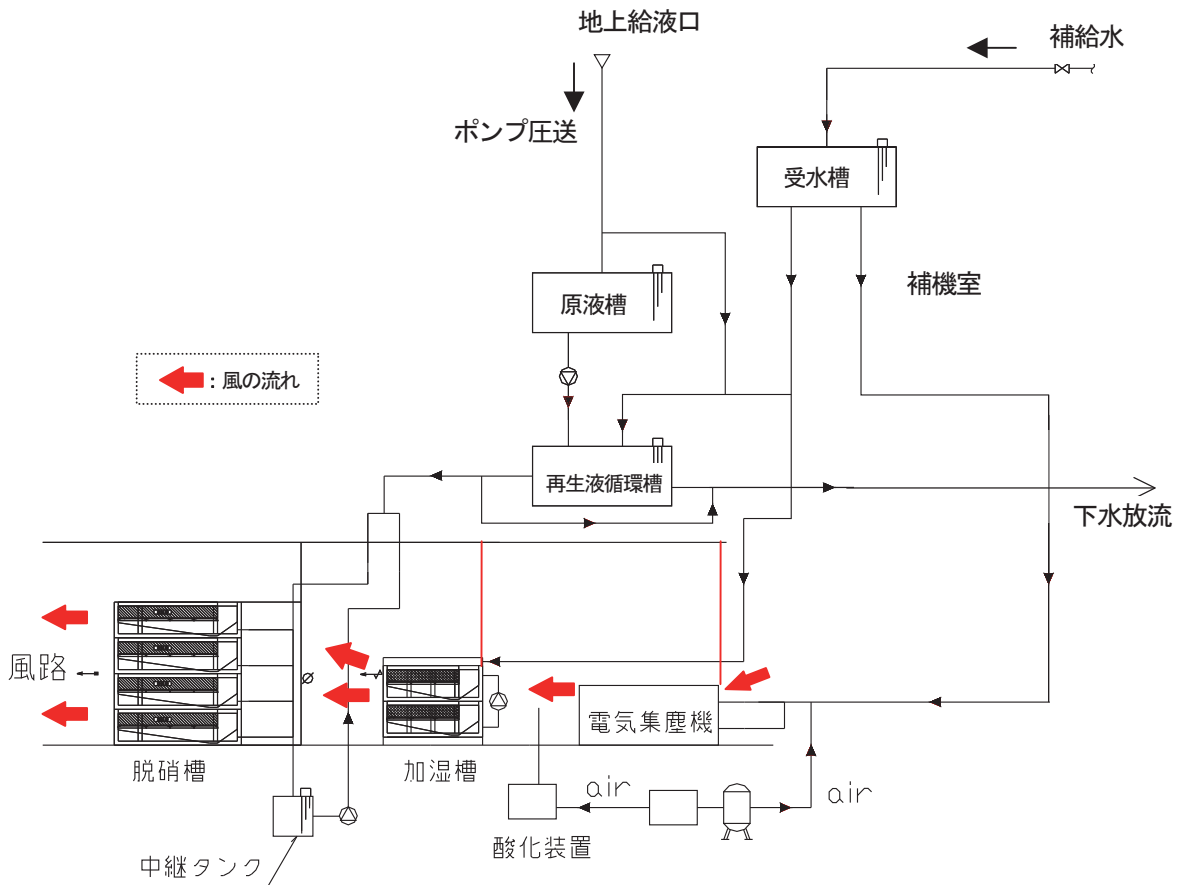 地上給液口
補給水
ポンプ圧送
受水槽
補機室
原液槽
：風の流れ
再生液循環槽
下水放流
風路
電気集塵機
脱硝槽
加湿槽
air
air
酸化装置
中継タンク